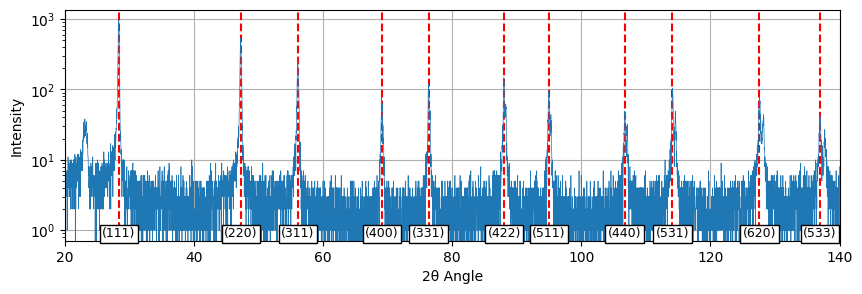 10³
10²
10¹
10⁰
Intensity
(111) (220) (311) (400) (331) (422) (511) (440) (531) (620) (533)
20 40 60 80 100 120 140
2θ Angle